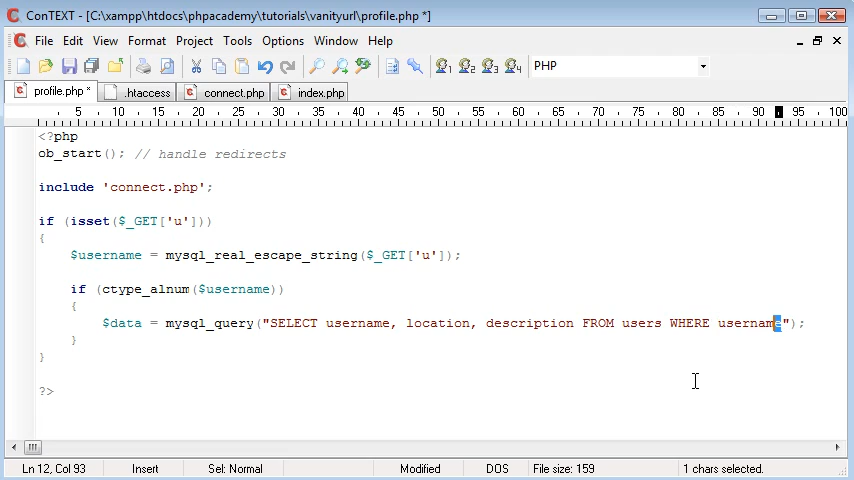 ConTEXT - [C:\xampp\htdocs\phpacademy\tutorials\vanityurl\profile.php *]
File Edit View Format Project Tools Options Window Help
1 2 3 4 PHP
profile.php * .htaccess connect.php index.php
5 10 15 20 25 30 35 40 45 50 55 60 65 70 75 80 85 90 95 100
<?php
ob_start(); // handle redirects
include 'connect.php';
if (isset($_GET['u']))
{
$username = mysql_real_escape_string($_GET['u']);
if (ctype_alnum($username))
{
$data = mysql_query("SELECT username, location, description FROM users WHERE username");
}
}
?>
Ln 12, Col 93 Insert Sel: Normal Modified DOS File size: 159 1 chars selected.